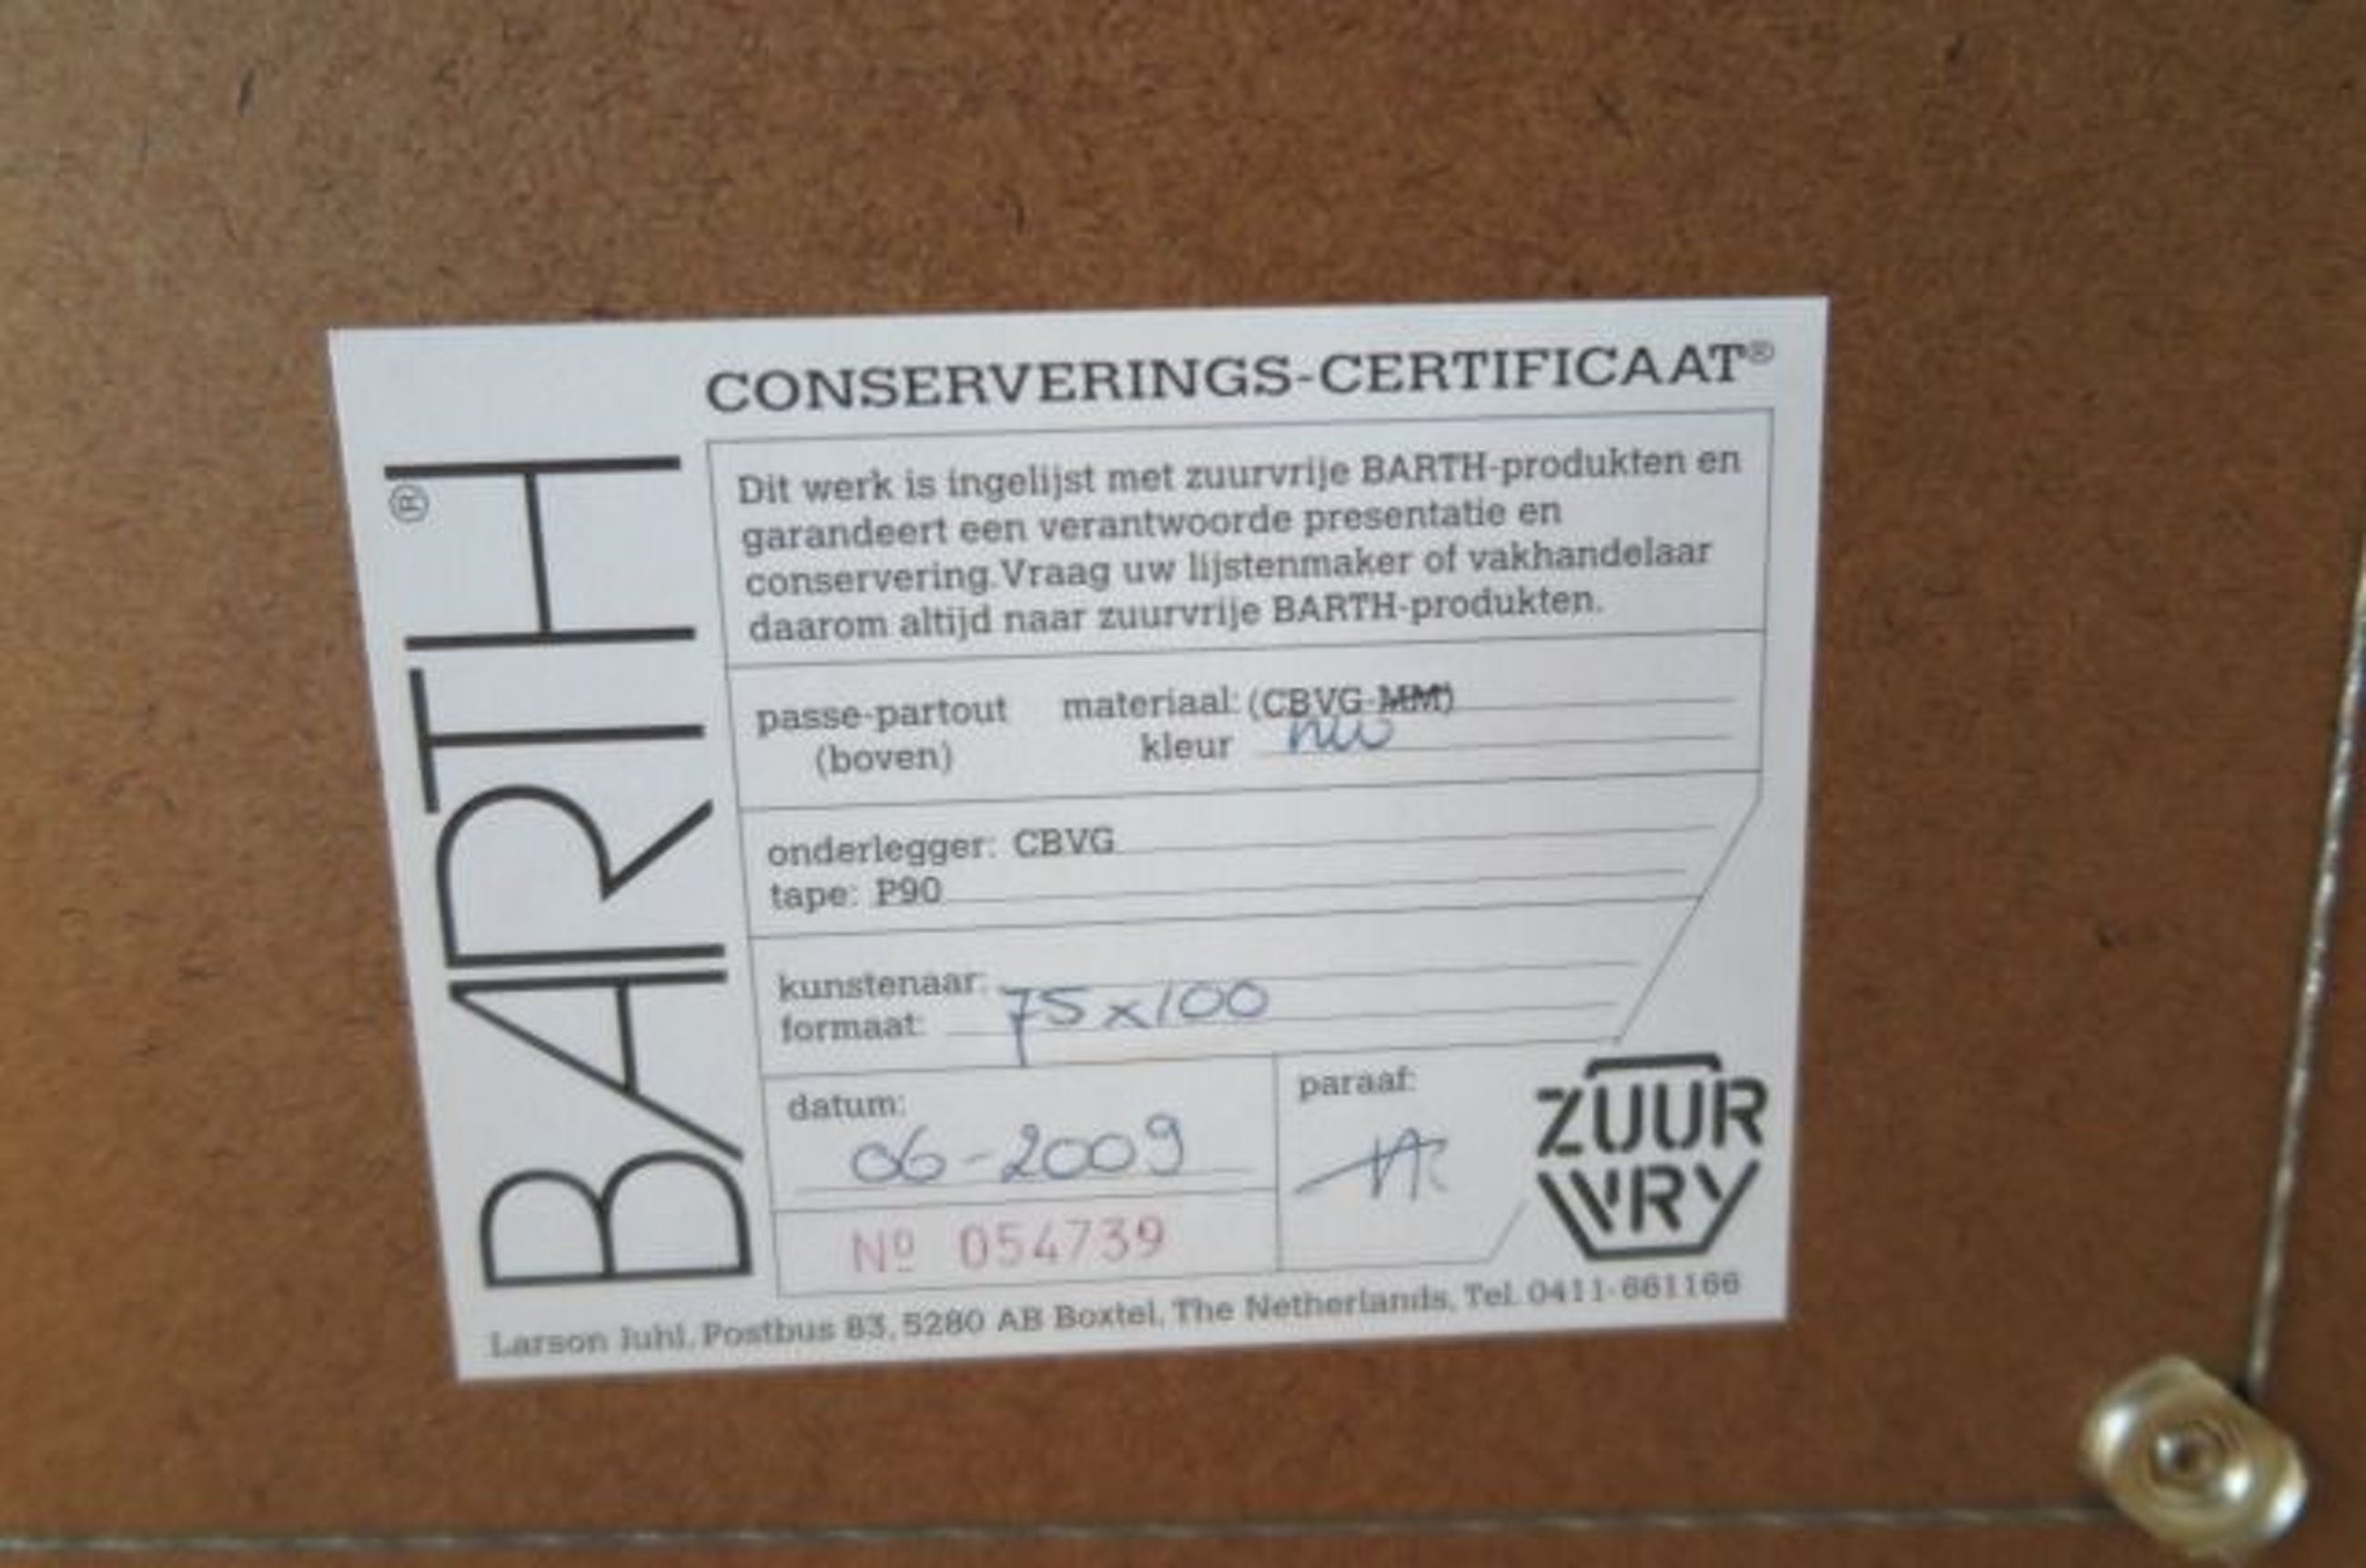 CONSERVERINGS-CERTIFICAAT®
BARTH®
Dit werk is ingelijst met zuurvrije BARTH-produkten en
garandeert een verantwoorde presentatie en
conservering. Vraag uw lijstenmaker of vakhandelaar
daarom altijd naar zuurvrije BARTH-produkten.
passe-partout materiaal: (CBVG-MM)
(boven) kleur
onderlegger: CBVG
tape: P90
kunstenaar:
formaat: 75x100
datum: paraaf:
06-2009
Nº 054739
ZUUR
VRY
Larson Juhl, Postbus 83, 5280 AB Boxtel, The Netherlands, Tel. 0411-661166